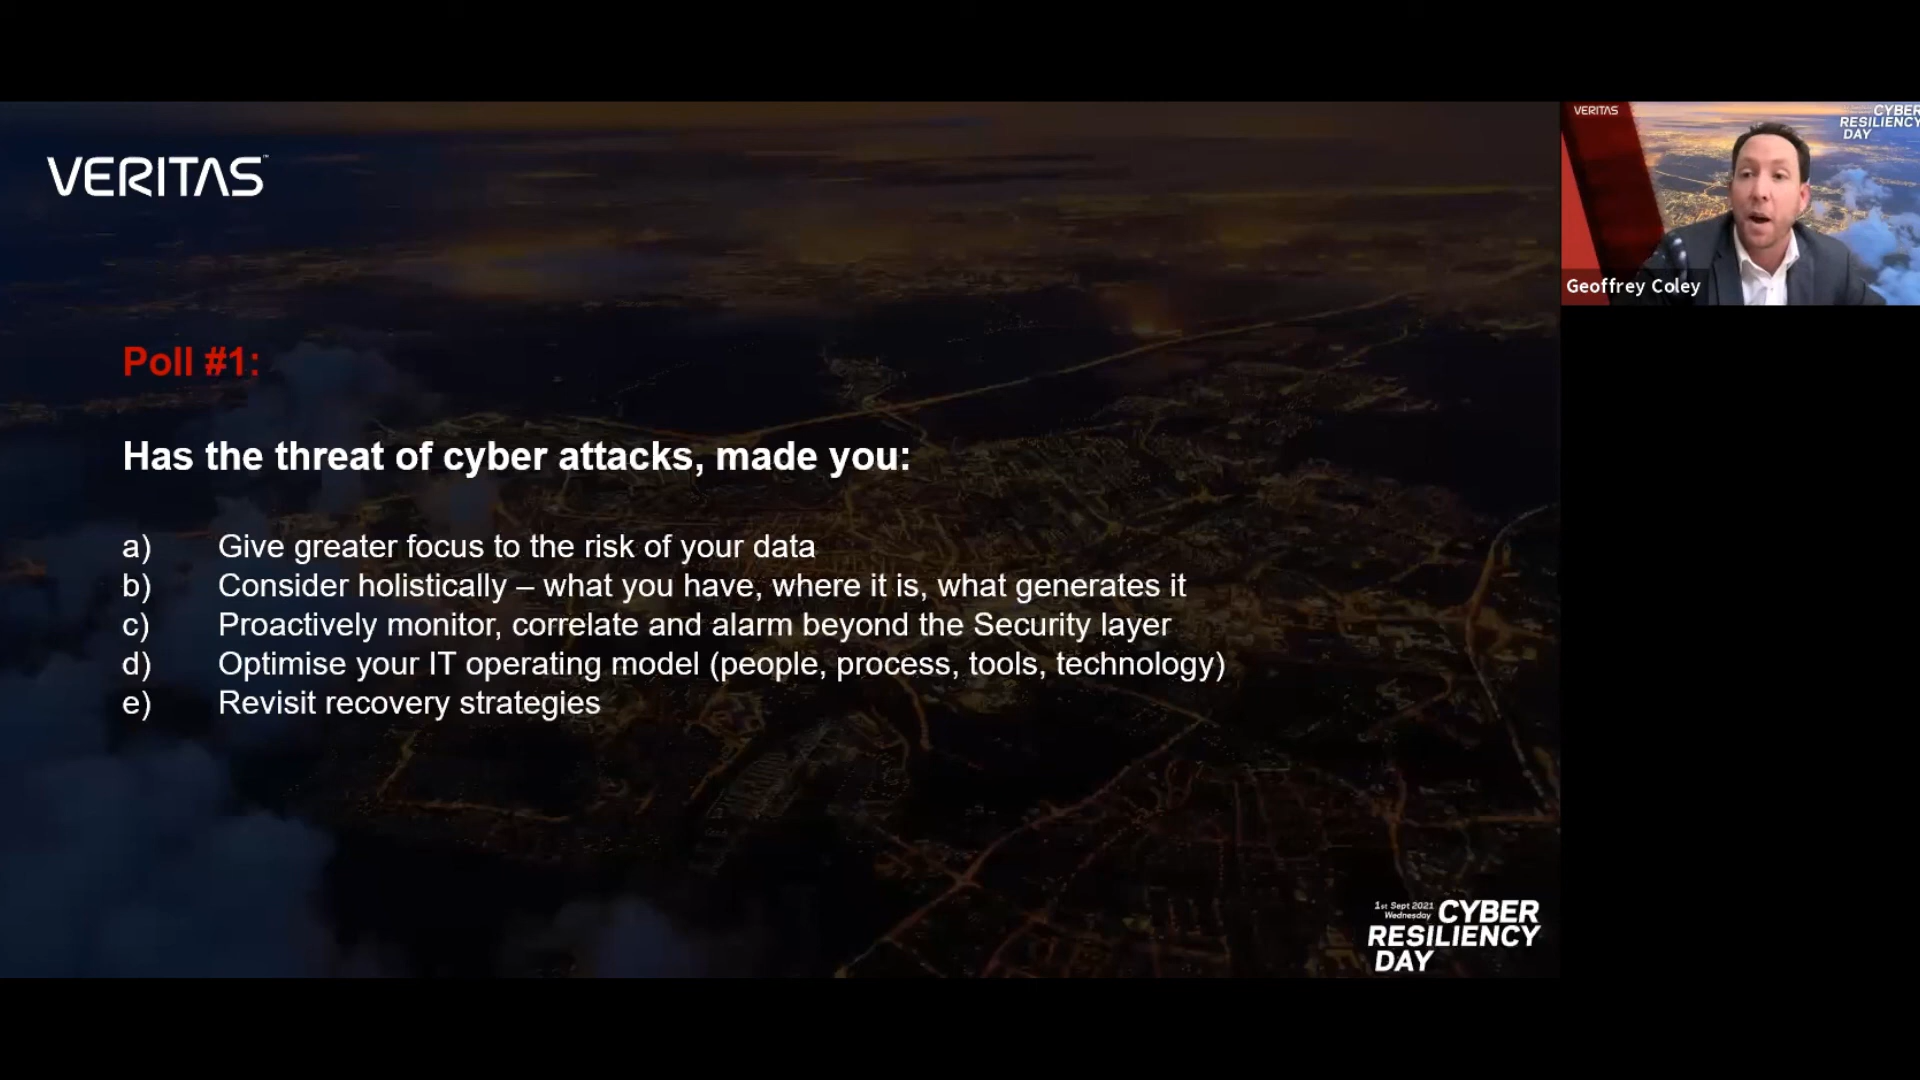 VERITAS™
Poll #1:
Has the threat of cyber attacks, made you:
a) Give greater focus to the risk of your data
b) Consider holistically – what you have, where it is, what generates it
c) Proactively monitor, correlate and alarm beyond the Security layer
d) Optimise your IT operating model (people, process, tools, technology)
e) Revisit recovery strategies
1st Sept 2021
Wednesday
CYBER
RESILIENCY
DAY
VERITAS
CYBER
RESILIENCY
DAY
Geoffrey Coley